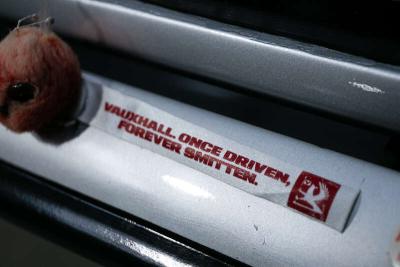 VAUXHALL. ONCE DRIVEN,
FOREVER SMITTEN.